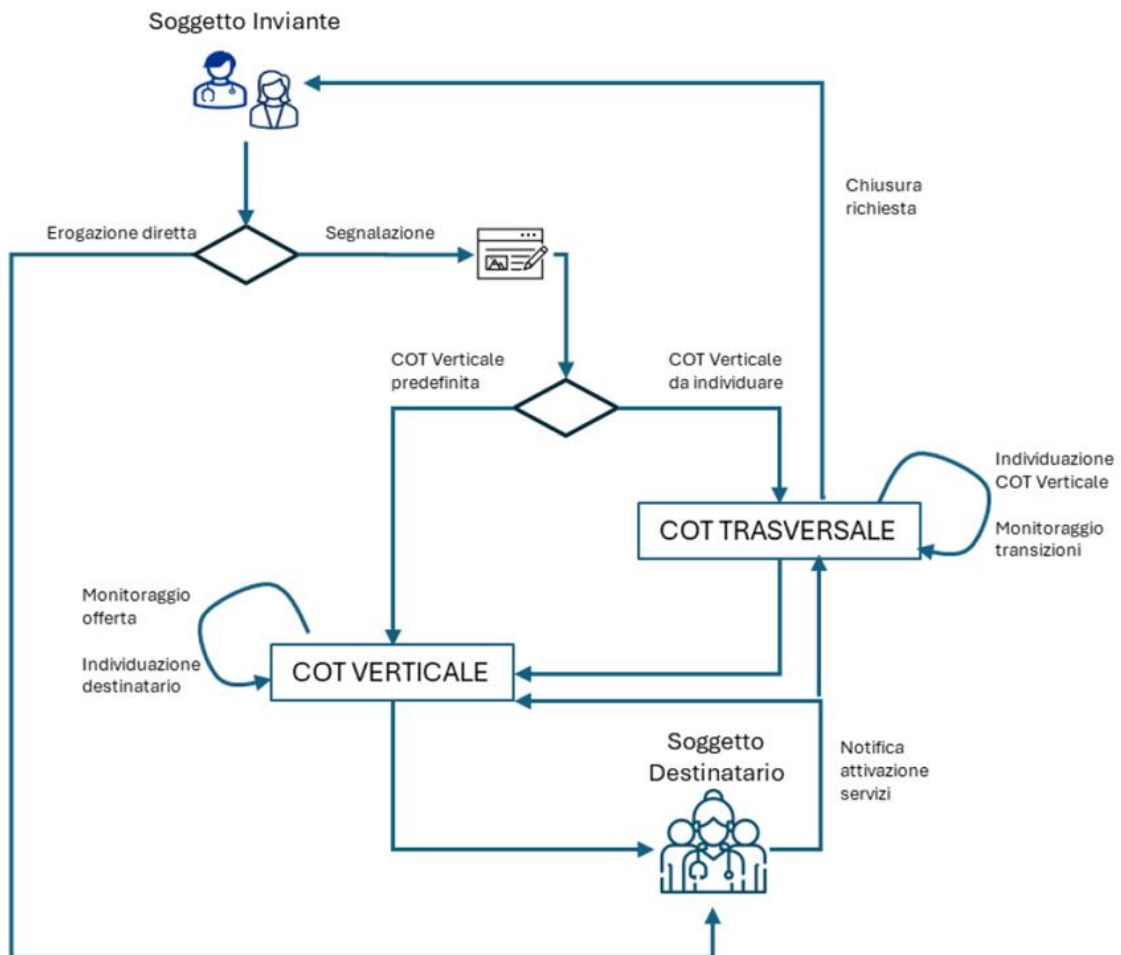 Soggetto Inviante
Chiusura
richiesta
Erogazione diretta
Segnalazione
COT Verticale
predefinita
COT Verticale
da individuare
Individuazione
COT Verticale
Monitoraggio
transizioni
COT TRASVERSALE
Monitoraggio
offerta
Individuazione
destinatario
COT VERTICALE
Soggetto
Destinatario
Notifica
attivazione
servizi